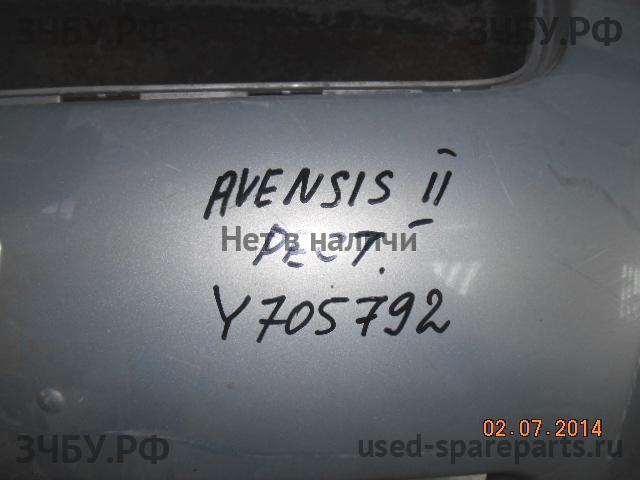 ЗЧБУ.РФ ЗЧБУ.РФ
AVENSIS II
Нет в наличии
РЕСТ.
Y705792
02.07.2014
ЗЧБУ.РФ used-spareparts.ru